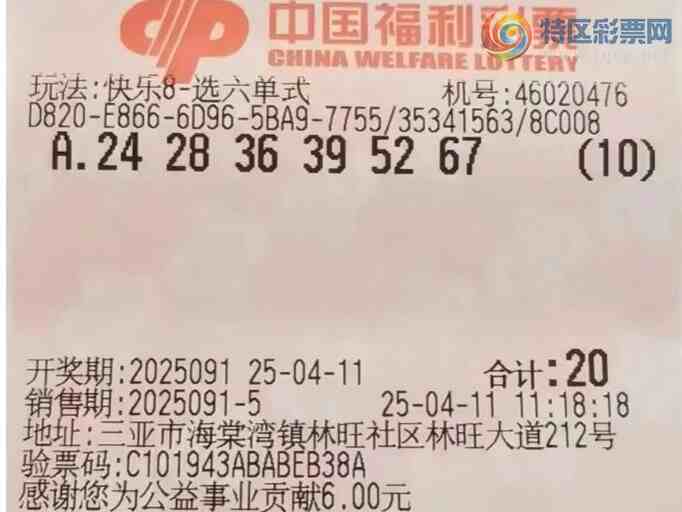 中国福利彩票
特区彩票网
CHINA WELFARE LOTTERY
玩法:快乐8-选六单式 机号:46020476
D820-E866-6D96-5BA9-7755/35341563/8C008
A.24 28 36 39 52 67 (10)
开奖期:2025091 25-04-11 合计:20
销售期:2025091-5 25-04-11 11:18:18
地址:三亚市海棠湾镇林旺社区林旺大道212号
验票码:C101943ABABEB38A
感谢您为公益事业贡献6.00元